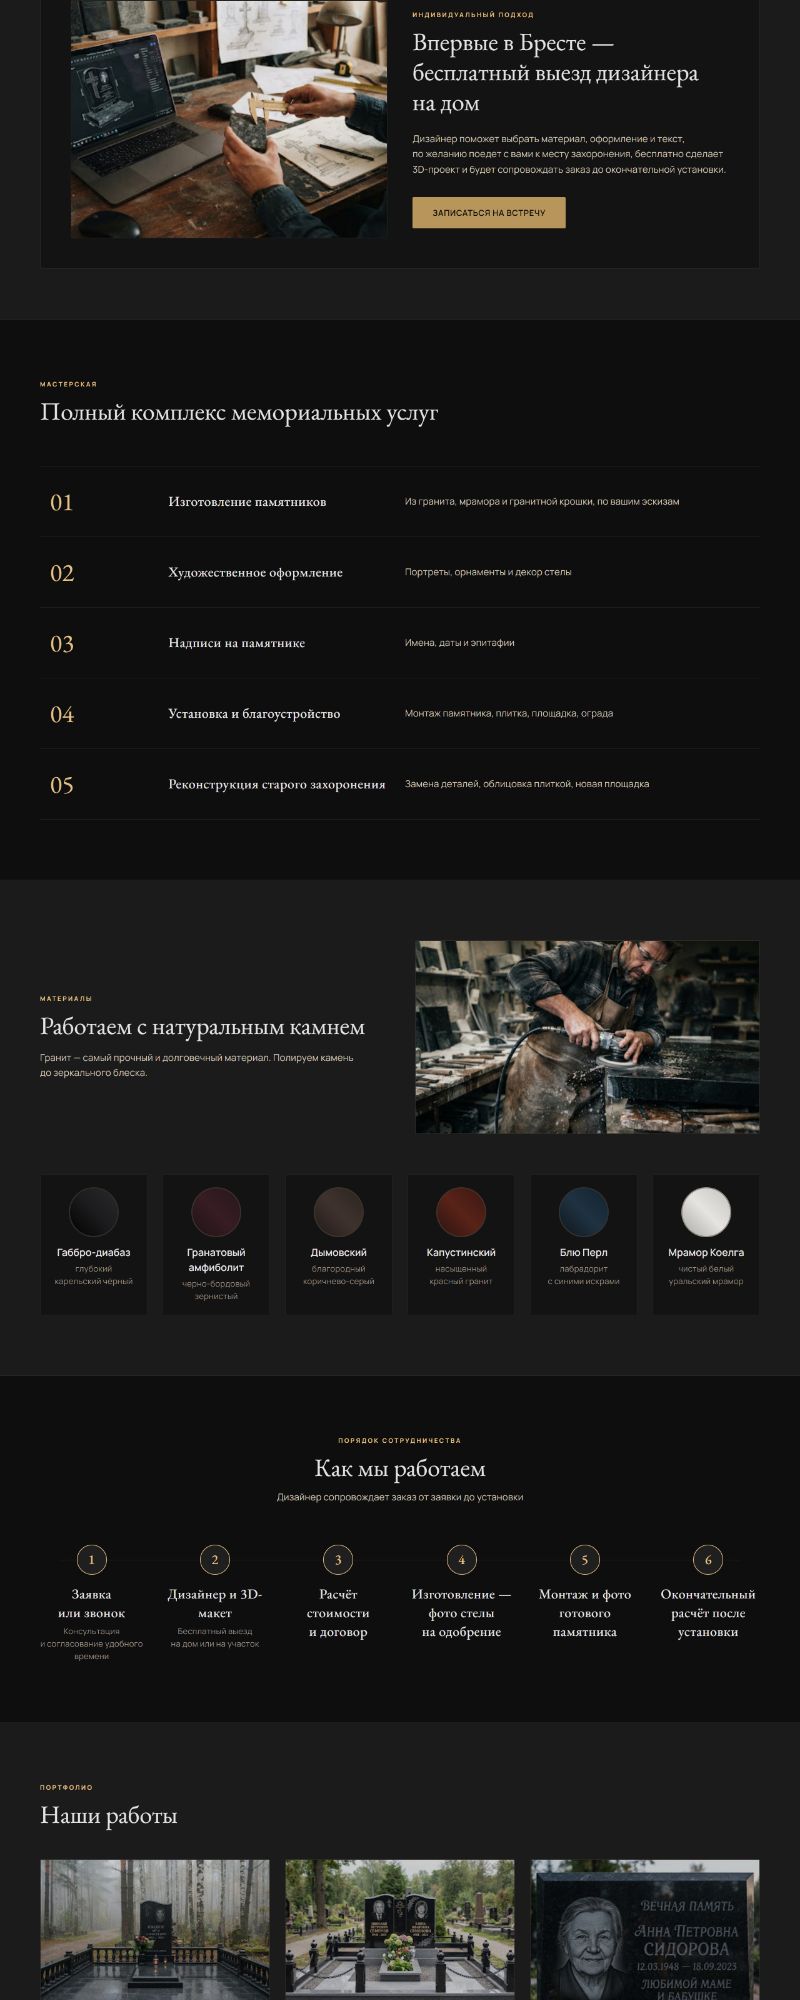 ИНДИВИДУАЛЬНЫЙ ПОДХОД
Впервые в Бресте —
бесплатный выезд дизайнера
на дом
Дизайнер поможет выбрать материал, оформление и текст,
по желанию поедет с вами к месту захоронения, бесплатно сделает
3D-проект и будет сопровождать заказ до окончательной установки.
ЗАПИСАТЬСЯ НА ВСТРЕЧУ
МАСТЕРСКАЯ
Полный комплекс мемориальных услуг
01
Изготовление памятников
Из гранита, мрамора и гранитной крошки, по вашим эскизам
02
Художественное оформление
Портреты, орнаменты и декор стелы
03
Надписи на памятнике
Имена, даты и эпитафии
04
Установка и благоустройство
Монтаж памятника, плитка, площадка, ограда
05
Реконструкция старого захоронения
Замена деталей, облицовка плиткой, новая площадка
МАТЕРИАЛЫ
Работаем с натуральным камнем
Гранит — самый прочный и долговечный материал. Полируем камень
до зеркального блеска.
Габбро-диабаз
глубокий
карельский чёрный
Гранатовый
амфиболит
черно-бордовый
зернистый
Дымовский
благородный
коричнево-серый
Капустинский
насыщенный
красный гранит
Блю Перл
лабрадорит
с синими искрами
Мрамор Коелга
чистый белый
уральский мрамор
ПОРЯДОК СОТРУДНИЧЕСТВА
Как мы работаем
Дизайнер сопровождает заказ от заявки до установки
1
Заявка
или звонок
Консультация
и согласование удобного
времени
2
Дизайнер и 3D-
макет
Бесплатный выезд
на дом или на участок
3
Расчёт
стоимости
и договор
4
Изготовление —
фото стелы
на одобрение
5
Монтаж и фото
готового
памятника
6
Окончательный
расчёт после
установки
ПОРТФОЛИО
Наши работы
ВЕЧНАЯ ПАМЯТЬ
АННА ПЕТРОВНА
СИДОРОВА
12.03.1948 — 18.09.2023
ЛЮБИМОЙ МАМЕ
И БАБУШКЕ